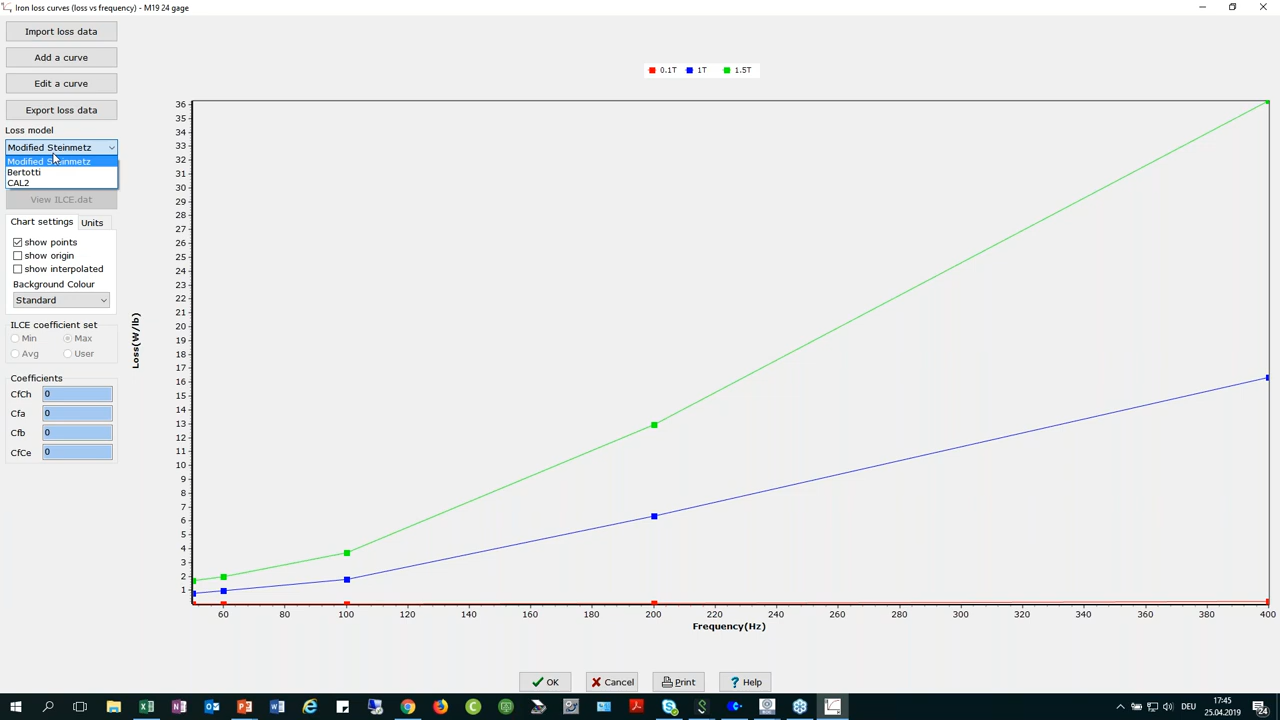 Iron loss curves (loss vs frequency) - M19 24 gage
Import loss data
Add a curve
Edit a curve
Export loss data
Loss model
Modified Steinmetz
Modified Steinmetz
Bertotti
CAL2
View ILCE.dat
Chart settings Units
show points
show origin
show interpolated
Background Colour
Standard
ILCE coefficient set
Min Max
Avg User
Coefficients
CfCh 0
Cfa 0
Cfb 0
CfCe 0
0.1T 1T 1.5T
Loss(W/lb)
36
35
34
33
32
31
30
29
28
27
26
25
24
23
22
21
20
19
18
17
16
15
14
13
12
11
10
9
8
7
6
5
4
3
2
1
60 80 100 120 140 160 180 200 220 240 260 280 300 320 340 360 380 400
Frequency(Hz)
OK Cancel Print Help
DEU
17:45
25.04.2019
24